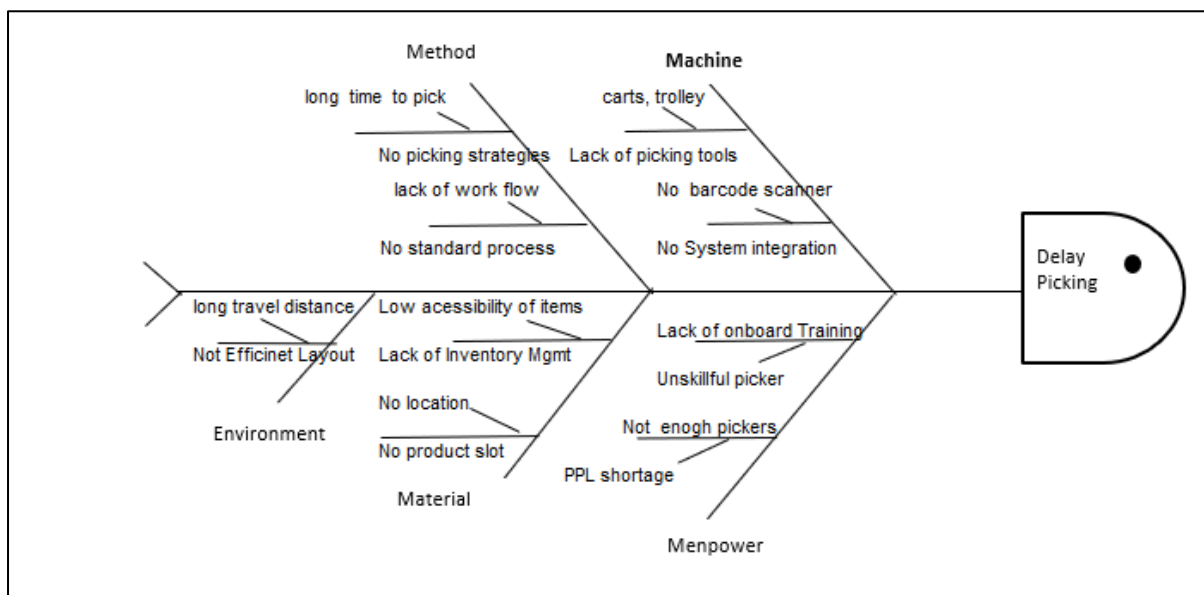 Method
Machine
long time to pick
carts, trolley
No picking strategies
Lack of picking tools
lack of work flow
No barcode scanner
No standard process
No System integration
Delay
Picking
long travel distance
Low acessibility of items
Lack of onboard Training
Not Efficinet Layout
Lack of Inventory Mgmt
Unskillful picker
No location
Environment
Not enogh pickers
No product slot
PPL shortage
Material
Menpower